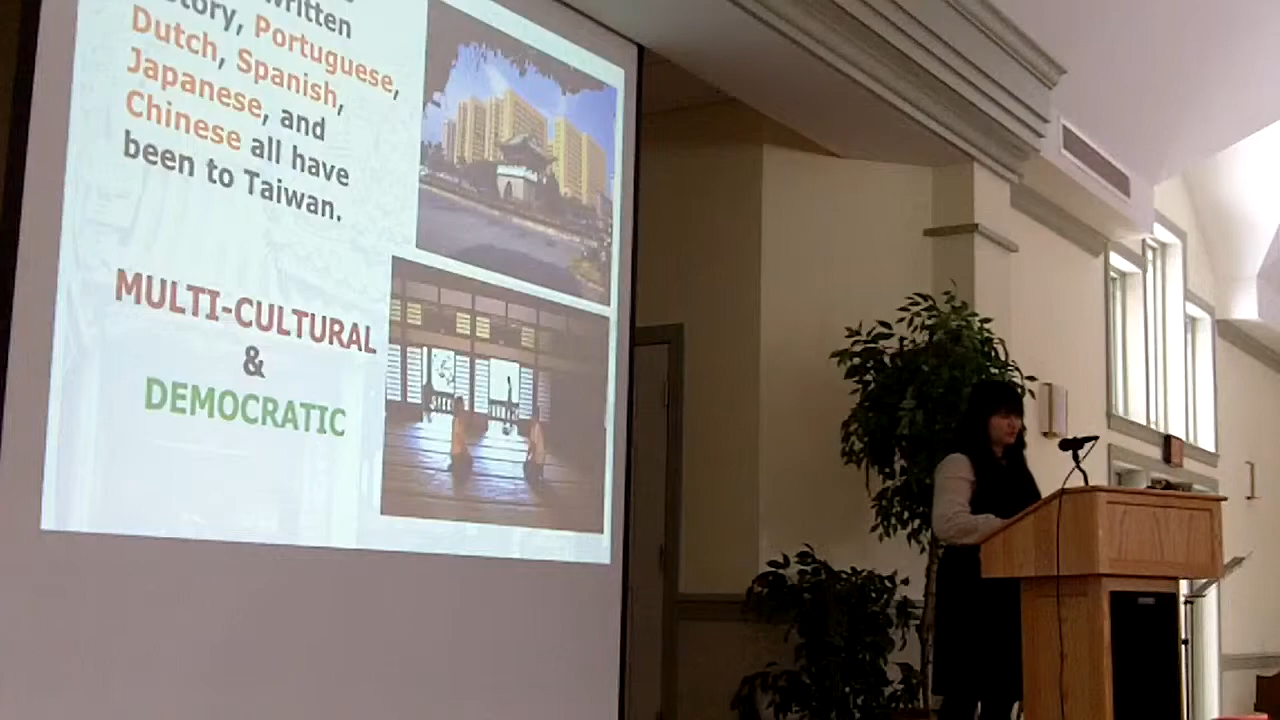 written
story, Portuguese,
Dutch, Spanish,
Japanese, and
Chinese all have
been to Taiwan.
MULTI-CULTURAL
&
DEMOCRATIC